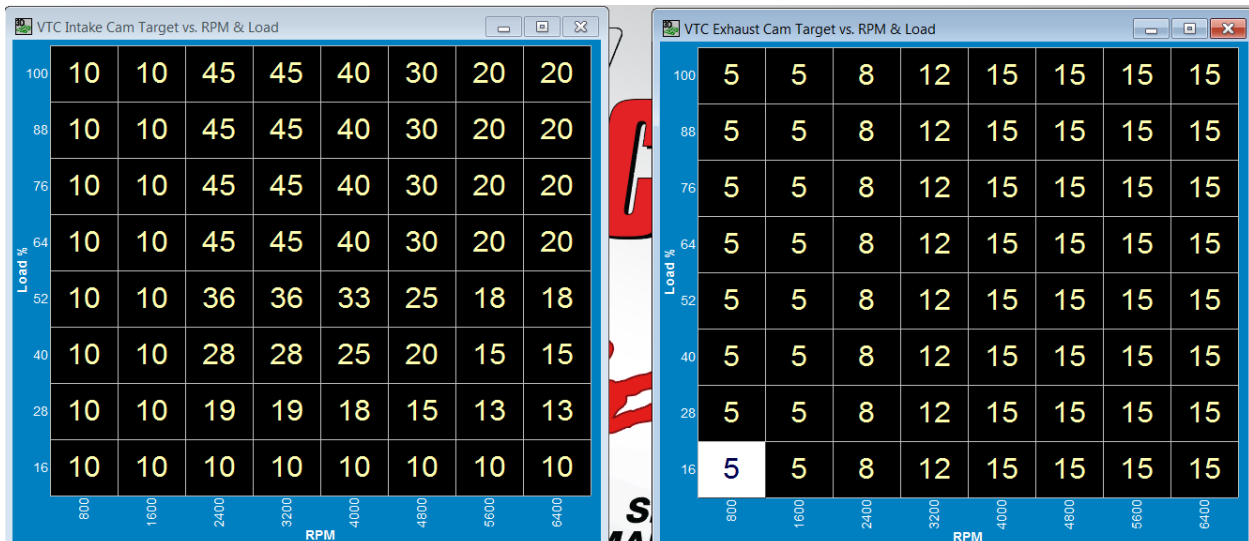 VTC Intake Cam Target vs. RPM & Load
100 10 10 45 45 40 30 20 20
88 10 10 45 45 40 30 20 20
76 10 10 45 45 40 30 20 20
64 10 10 45 45 40 30 20 20
52 10 10 36 36 33 25 18 18
40 10 10 28 28 25 20 15 15
28 10 10 19 19 18 15 13 13
16 10 10 10 10 10 10 10 10
Load %
800 1600 2400 3200 4000 4800 5600 6400
RPM
VTC Exhaust Cam Target vs. RPM & Load
100 5 5 8 12 15 15 15 15
88 5 5 8 12 15 15 15 15
76 5 5 8 12 15 15 15 15
64 5 5 8 12 15 15 15 15
52 5 5 8 12 15 15 15 15
40 5 5 8 12 15 15 15 15
28 5 5 8 12 15 15 15 15
16 5 5 8 12 15 15 15 15
Load %
800 1600 2400 3200 4000 4800 5600 6400
RPM